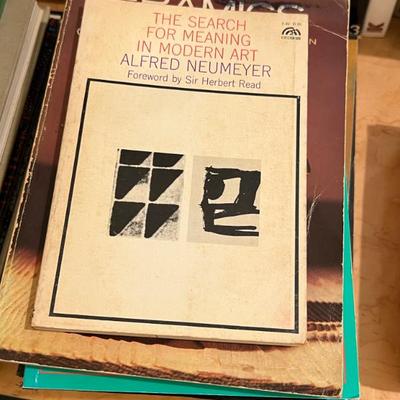 THE SEARCH
FOR MEANING
IN MODERN ART
ALFRED NEUMEYER
Foreword by Sir Herbert Read